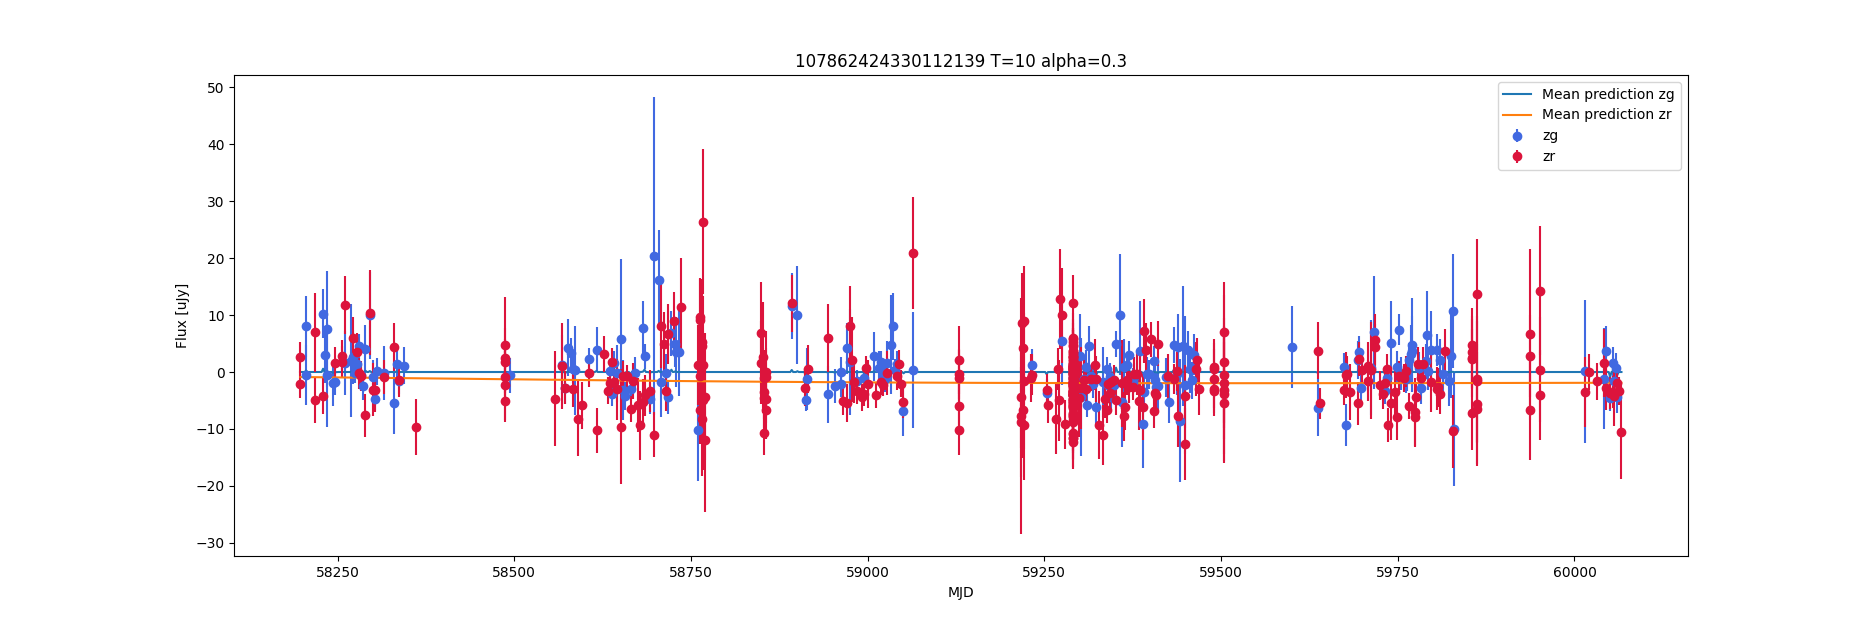 107862424330112139 T=10 alpha=0.3
Mean prediction zg
Mean prediction zr
zg
zr
Flux [uJy]
50
40
30
20
10
0
−10
−20
−30
58250 58500 58750 59000 59250 59500 59750 60000
MJD